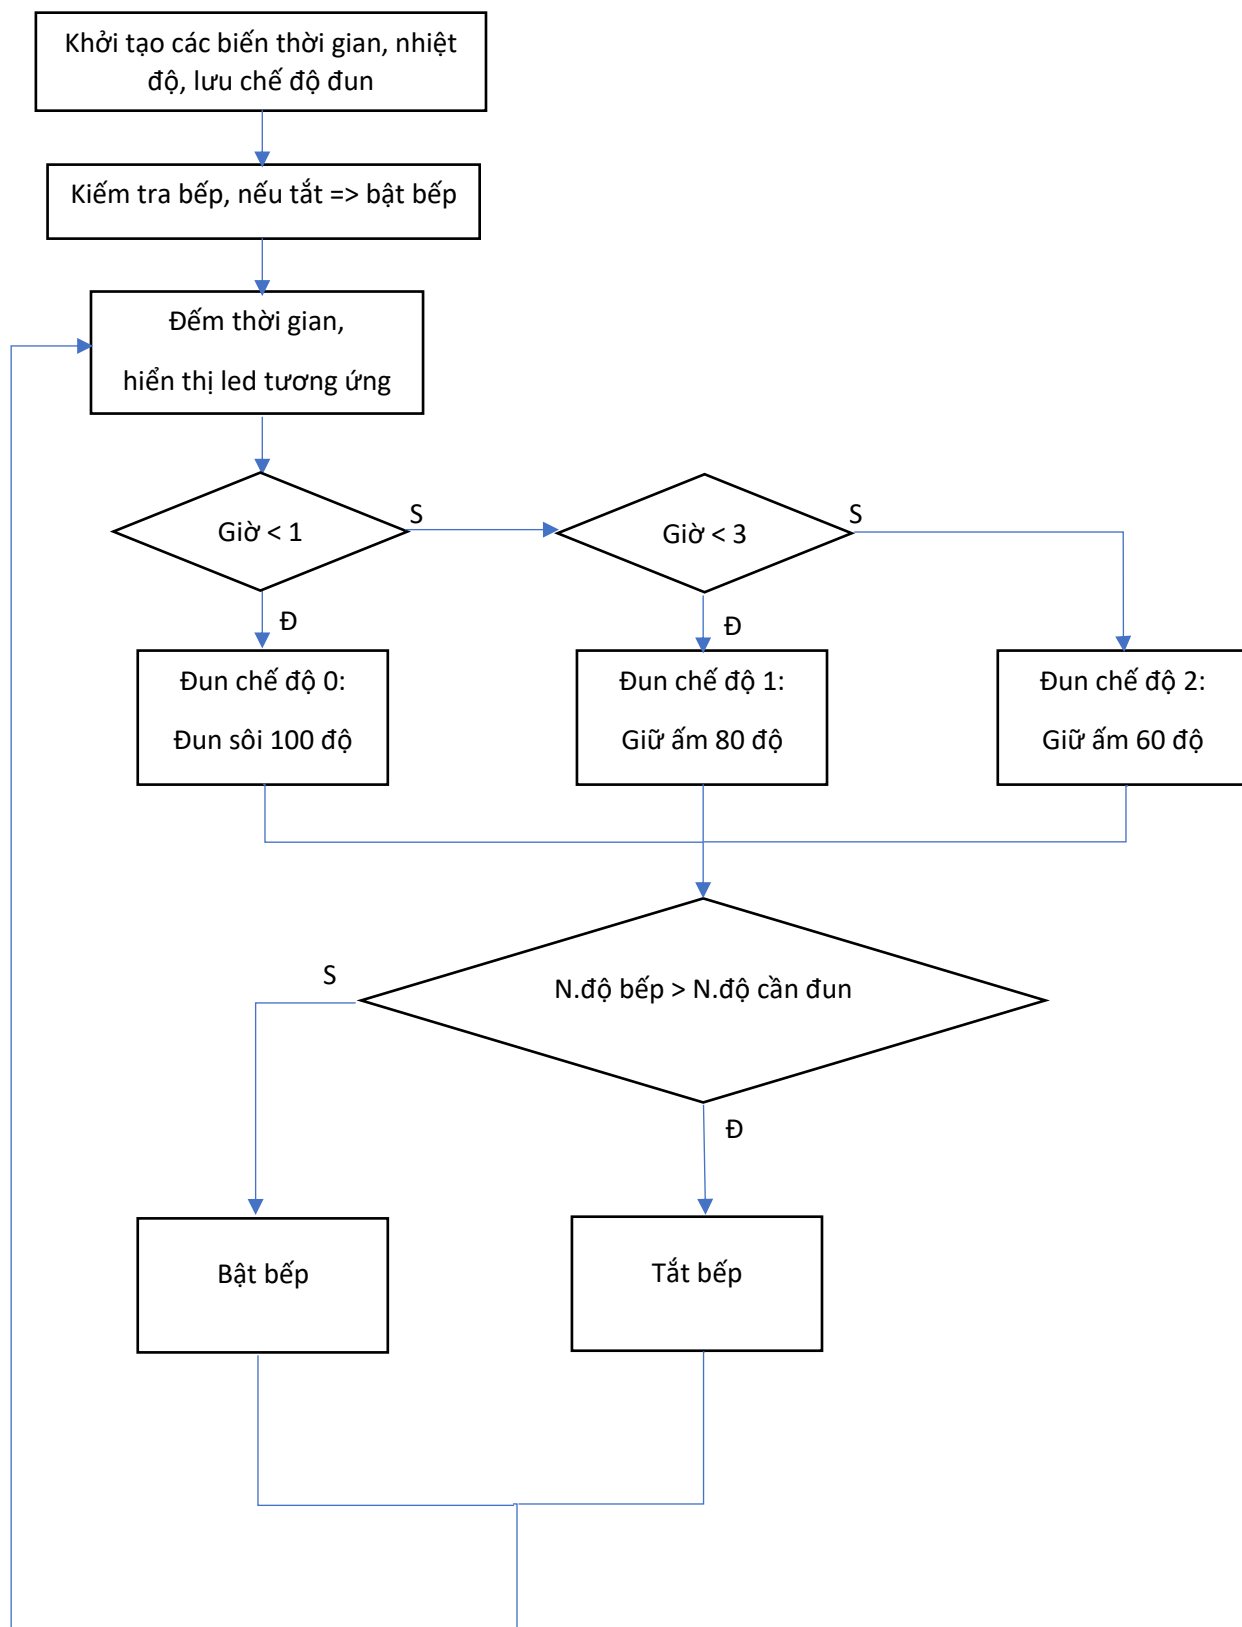 Khởi tạo các biến thời gian, nhiệt
độ, lưu chế độ đun
Kiếm tra bếp, nếu tắt => bật bếp
Đếm thời gian,
hiển thị led tương ứng
Giờ < 1
S
Giờ < 3
S
Đ
Đ
Đun chế độ 0:
Đun sôi 100 độ
Đun chế độ 1:
Giữ ấm 80 độ
Đun chế độ 2:
Giữ ấm 60 độ
S
N.độ bếp > N.độ cần đun
Đ
Bật bếp
Tắt bếp